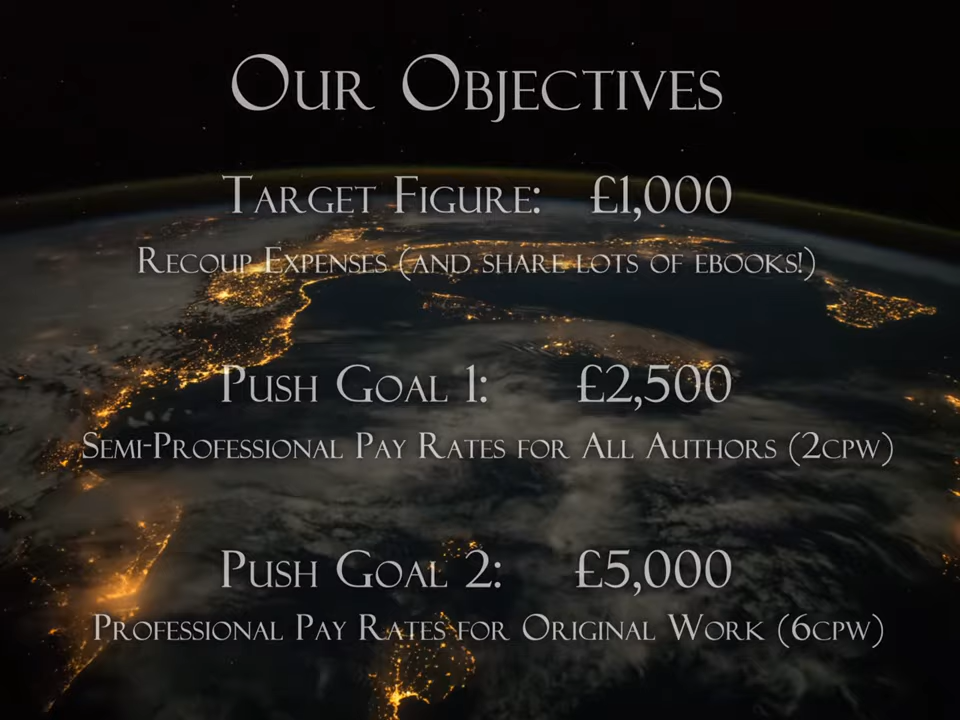 Our Objectives
Target Figure: £1,000
Recoup Expenses (and share lots of ebooks!)
Push Goal 1: £2,500
Semi-Professional Pay Rates for All Authors (2cpw)
Push Goal 2: £5,000
Professional Pay Rates for Original Work (6cpw)